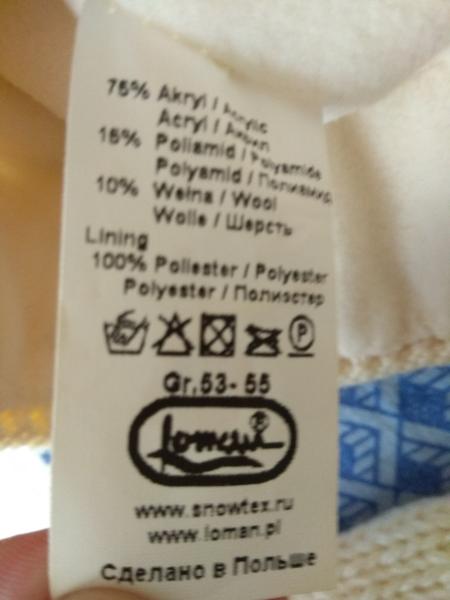 75% Akryl / Acrylic
Acryl / Акрил
15% Poliamid / Polyamide
Polyamid / Полиамид
10% Wełna / Wool
Wolle / Шерсть
Lining
100% Poliester / Polyester
Polyester / Полиэстер
P
Gr.53-55
loman ®
www.snowtex.ru
www.loman.pl
Сделано в Польше